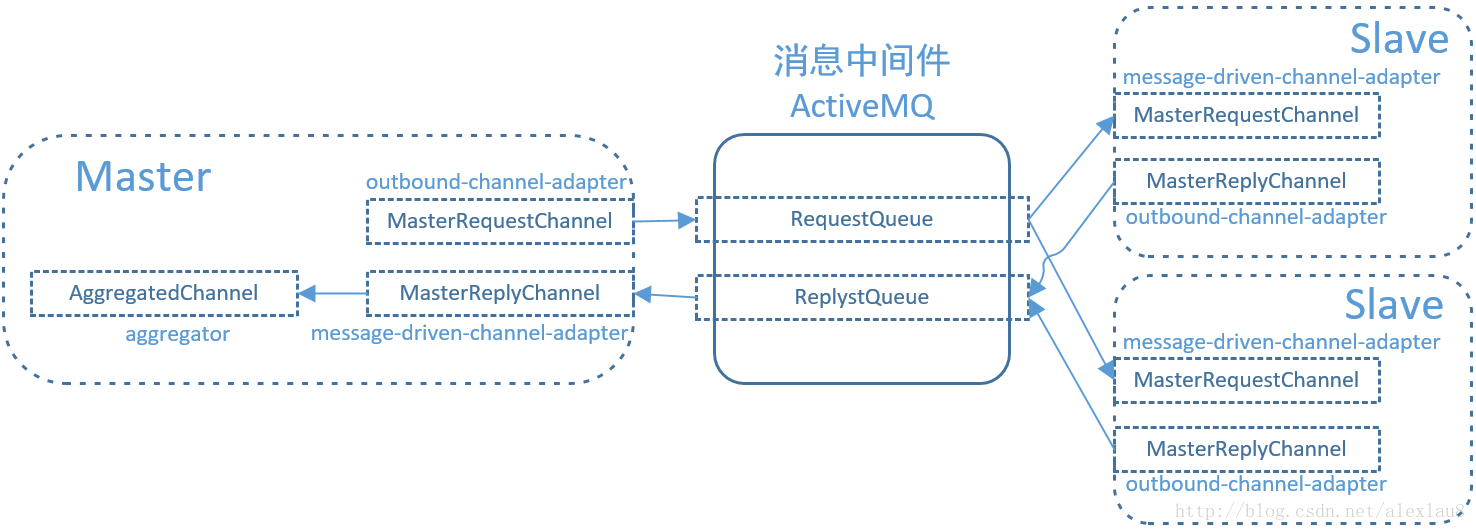 Master
outbound-channel-adapter
MasterRequestChannel
AggregatedChannel
aggregator
MasterReplyChannel
message-driven-channel-adapter
消息中间件
ActiveMQ
RequestQueue
ReplystQueue
Slave
message-driven-channel-adapter
MasterRequestChannel
MasterReplyChannel
outbound-channel-adapter
Slave
message-driven-channel-adapter
MasterRequestChannel
MasterReplyChannel
outbound-channel-adapter
http://blog.csdn.net/alexlau8